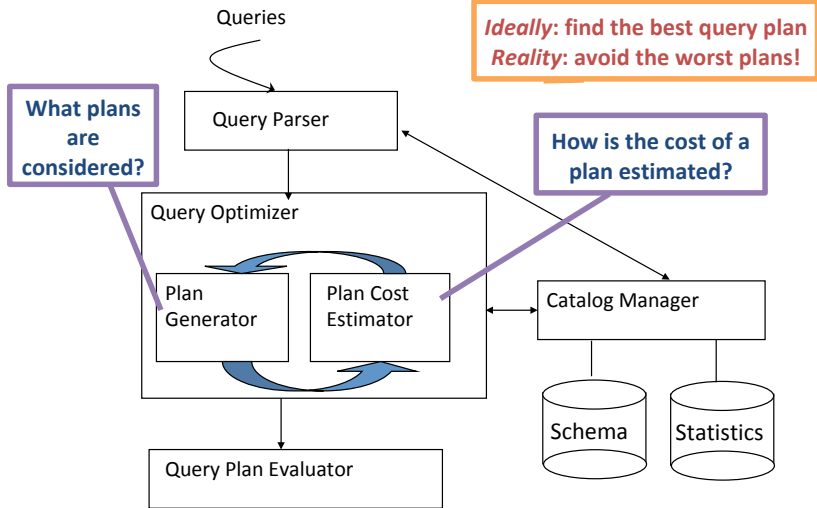 Queries
Ideally: find the best query plan
Reality: avoid the worst plans!
What plans
are
considered?
Query Parser
How is the cost of a
plan estimated?
Query Optimizer
Plan
Generator
Plan Cost
Estimator
Catalog Manager
Schema
Statistics
Query Plan Evaluator